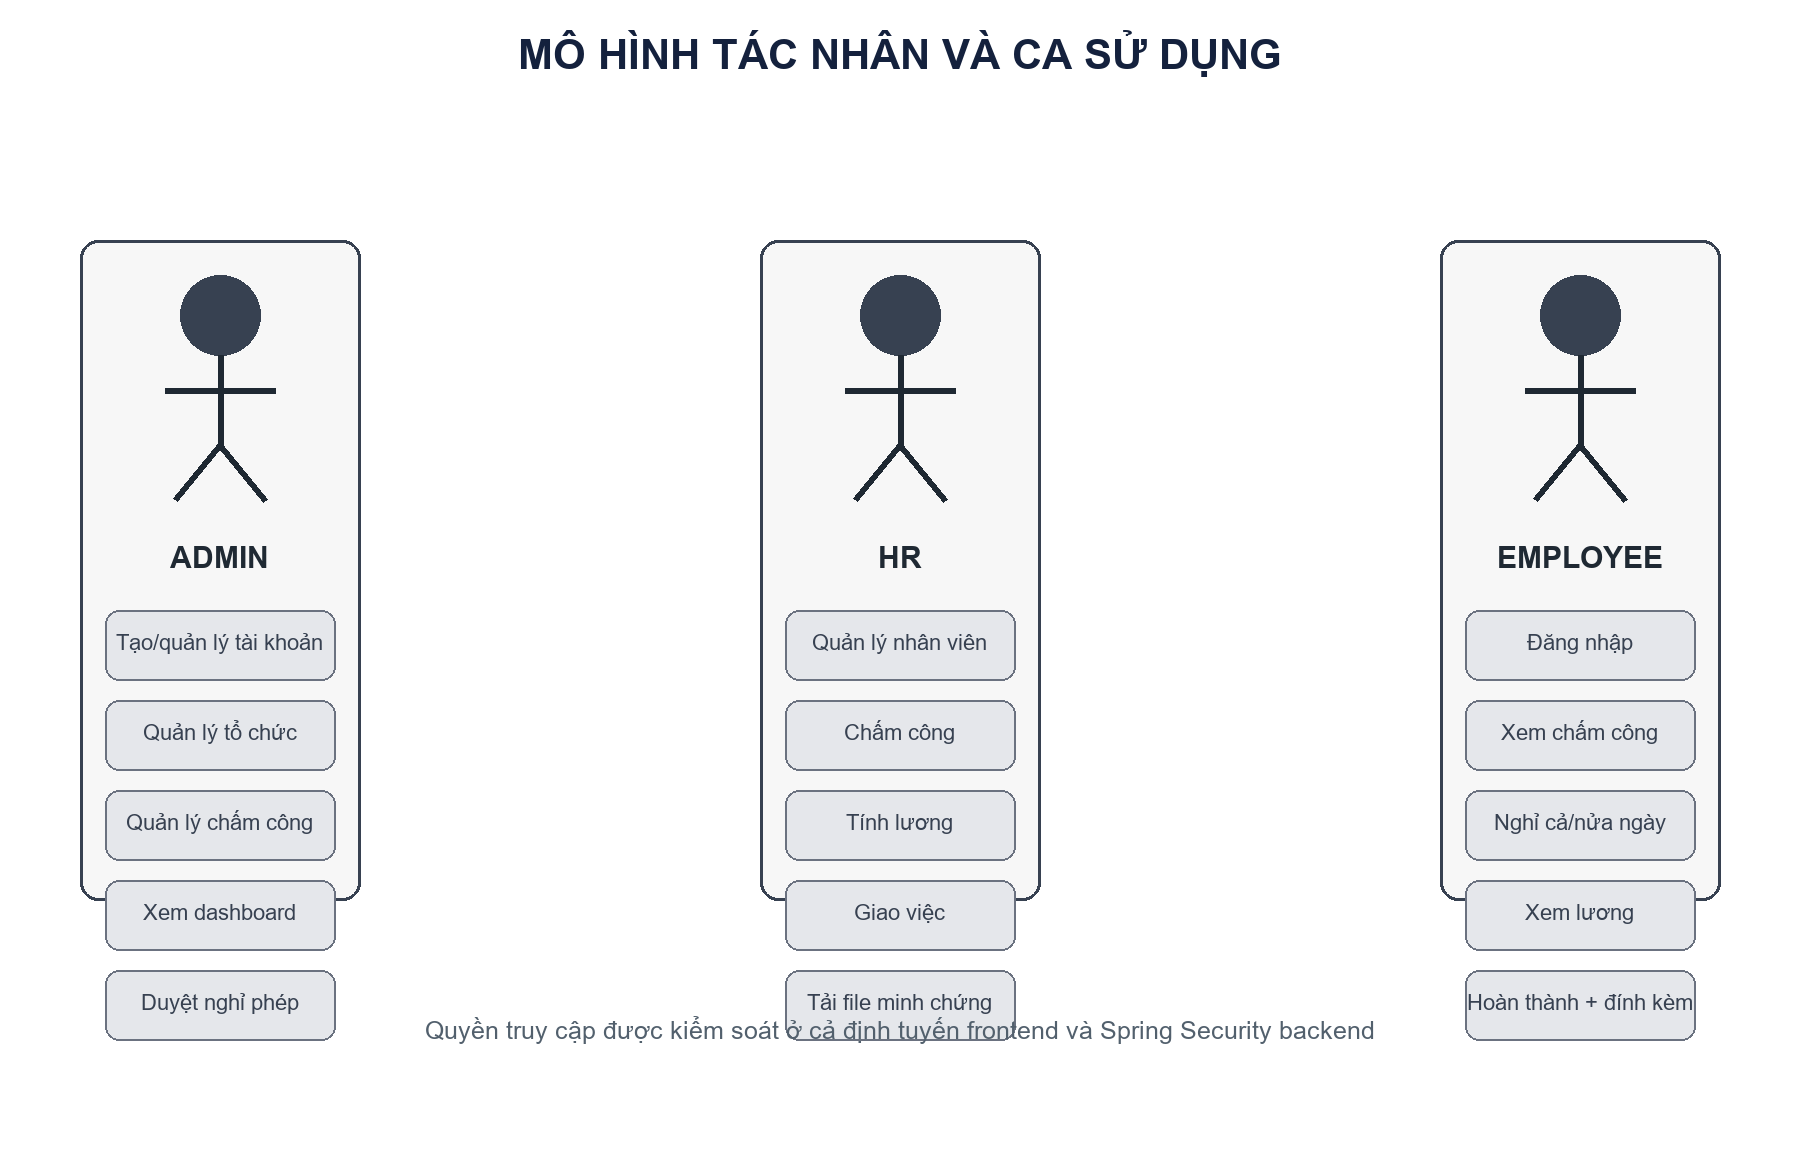 MÔ HÌNH TÁC NHÂN VÀ CA SỬ DỤNG
ADMIN
Tạo/quản lý tài khoản
Quản lý tổ chức
Quản lý chấm công
Xem dashboard
Duyệt nghỉ phép
HR
Quản lý nhân viên
Chấm công
Tính lương
Giao việc
Tải file minh chứng
EMPLOYEE
Đăng nhập
Xem chấm công
Nghỉ cả/nửa ngày
Xem lương
Hoàn thành + đính kèm
Quyền truy cập được kiểm soát ở cả định tuyến frontend và Spring Security backend